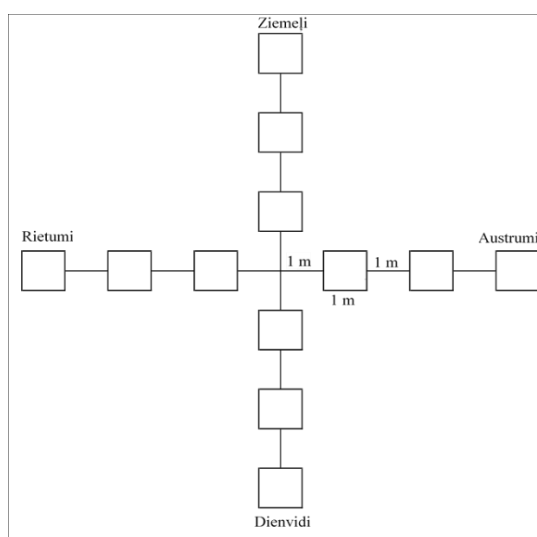 Ziemeļi
Rietumi
Austrumi
1 m
1 m
1 m
Dienvidi